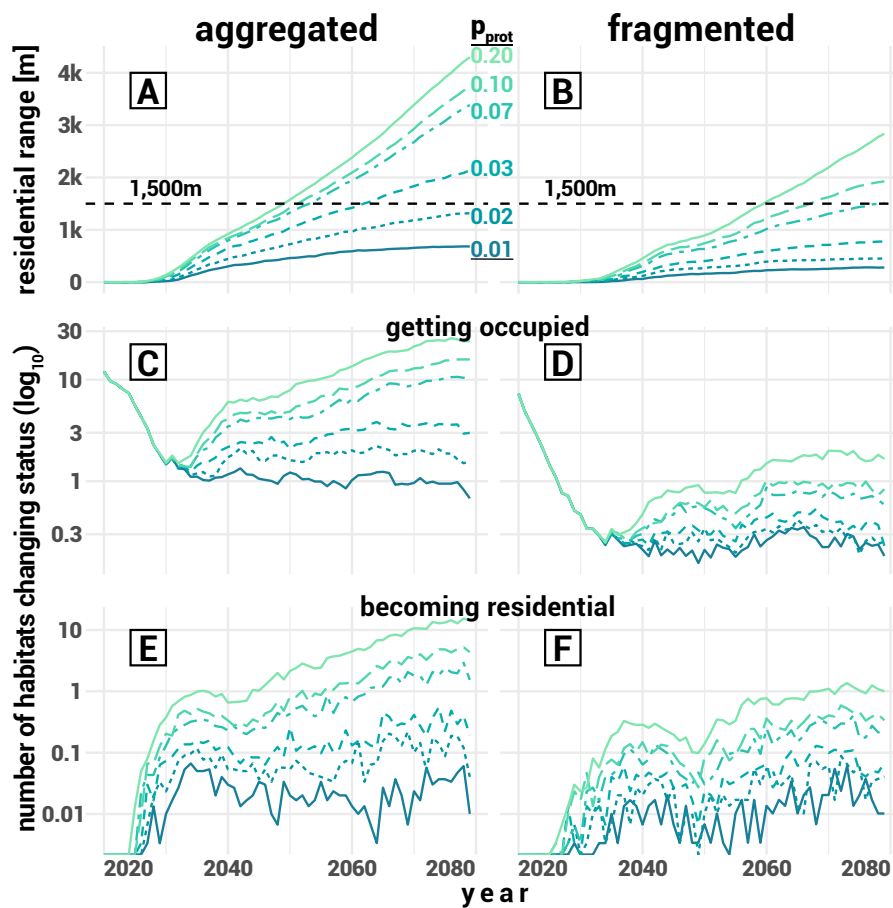 aggregated
p_prot
fragmented
residential range [m]
4k
3k
2k
1k
0
A
1,500m
0.20
0.10
0.07
0.03
0.02
0.01
B
1,500m
getting occupied
number of habitats changing status (log10)
30
10
3
1
0.3
C
D
becoming residential
10
1
0.1
0.01
E
F
2020 2040 2060 2080
2020 2040 2060 2080
year